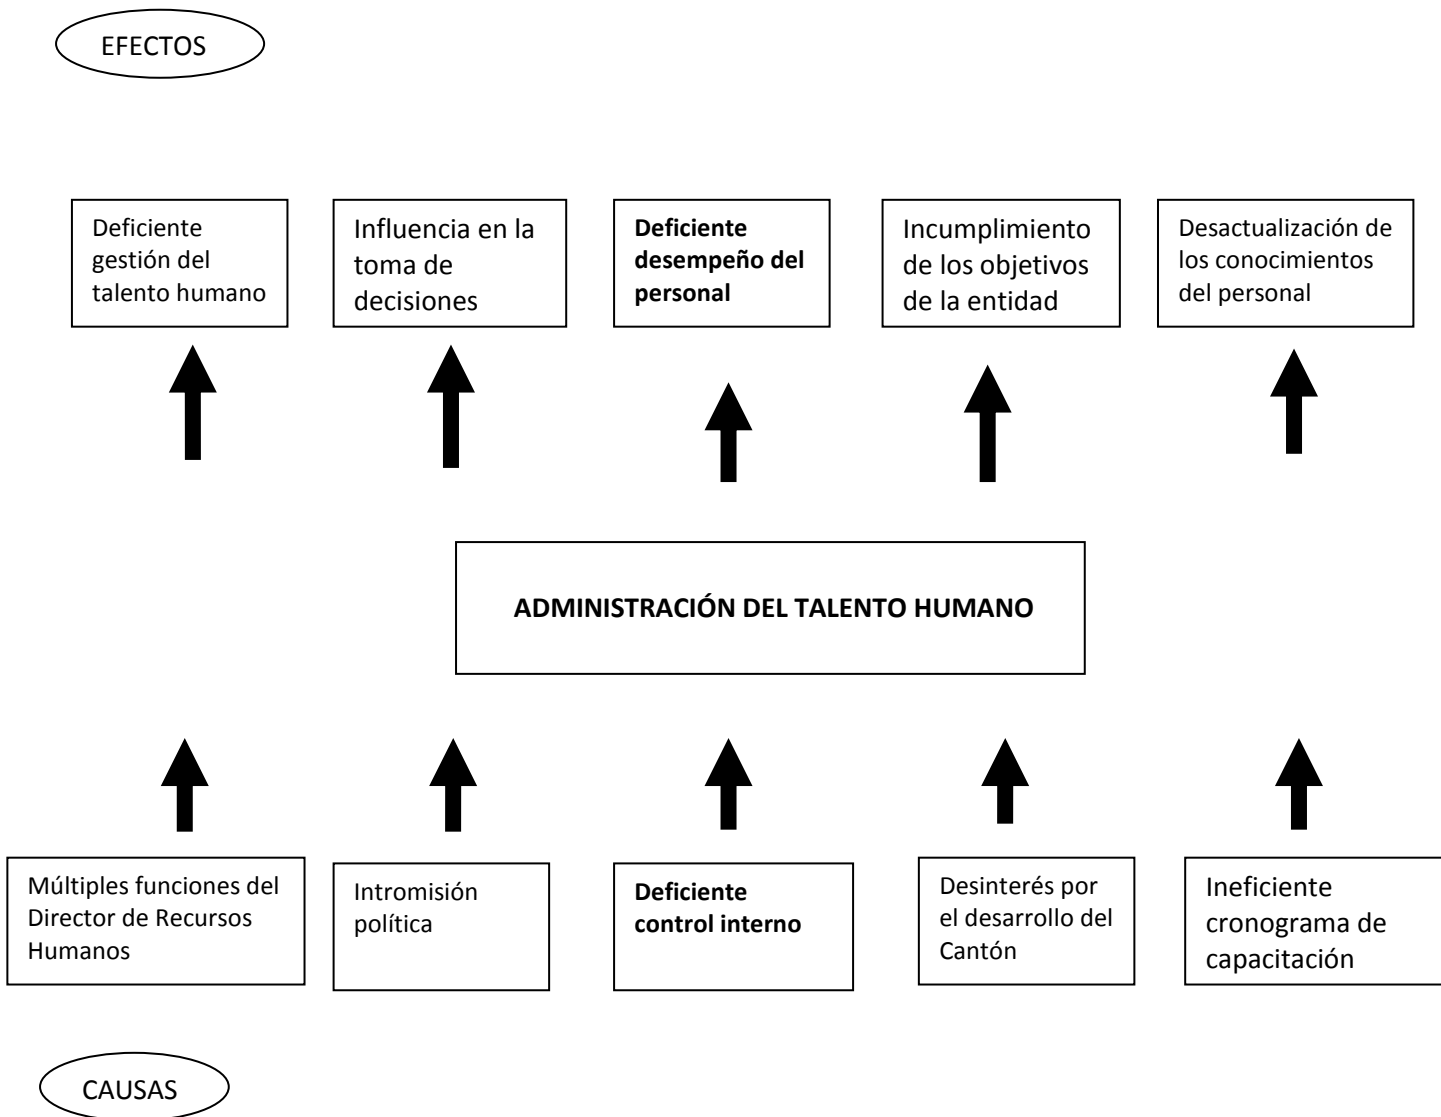 EFECTOS
Deficiente
gestión del
talento humano
Influencia en la
toma de
decisiones
Deficiente
desempeño del
personal
Incumplimiento
de los objetivos
de la entidad
Desactualización de
los conocimientos
del personal
ADMINISTRACIÓN DEL TALENTO HUMANO
Múltiples funciones del
Director de Recursos
Humanos
Intromisión
política
Deficiente
control interno
Desinterés por
el desarrollo del
Cantón
Ineficiente
cronograma de
capacitación
CAUSAS